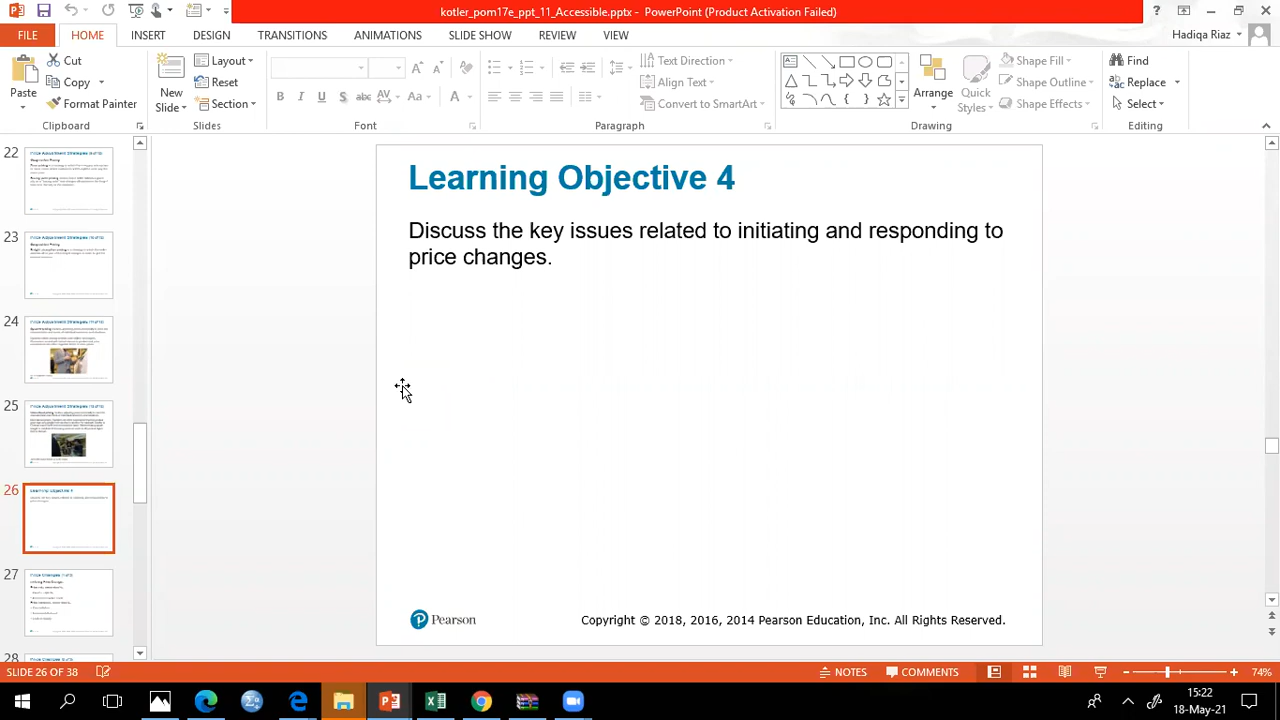 kotler_pom17e_ppt_11_Accessible.pptx - PowerPoint (Product Activation Failed)
FILE HOME INSERT DESIGN TRANSITIONS ANIMATIONS SLIDE SHOW REVIEW VIEW Hadiqa Riaz
Paste
Cut
Copy
Format Painter
Clipboard
New Slide
Layout
Reset
Section
Slides
Font
Text Direction
Align Text
Convert to SmartArt
Paragraph
Arrange
Quick Styles
Shape Fill
Shape Outline
Shape Effects
Drawing
Find
Replace
Select
Editing
22
23
24
25
26
Learning Objective 4
27
28
Learning Objective 4
Discuss the key issues related to initiating and responding to
price changes.
Pearson
Copyright © 2018, 2016, 2014 Pearson Education, Inc. All Rights Reserved.
SLIDE 26 OF 38 NOTES COMMENTS 74%
15:22
18-May-21